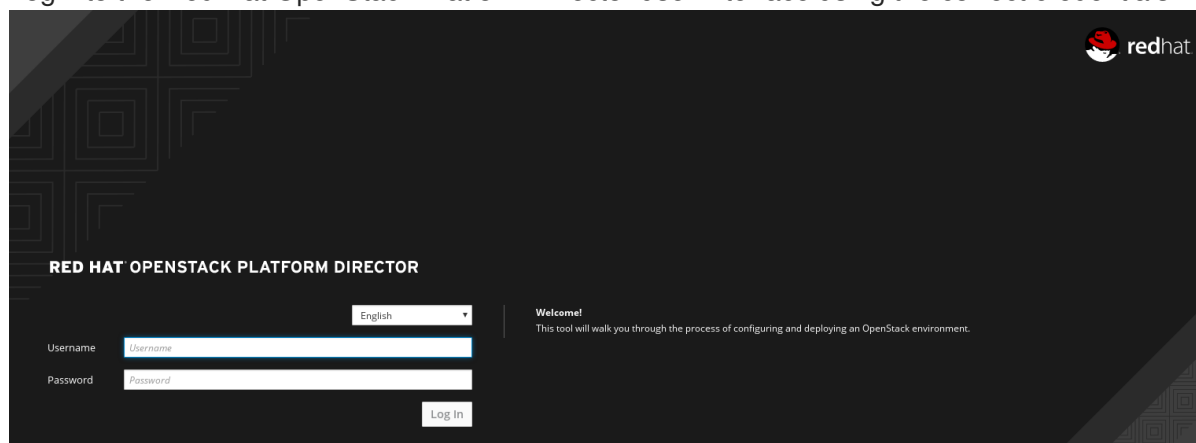 redhat.
RED HAT® OPENSTACK PLATFORM DIRECTOR
English
Welcome!
This tool will walk you through the process of configuring and deploying an OpenStack environment.
Username
Username
Password
Password
Log In